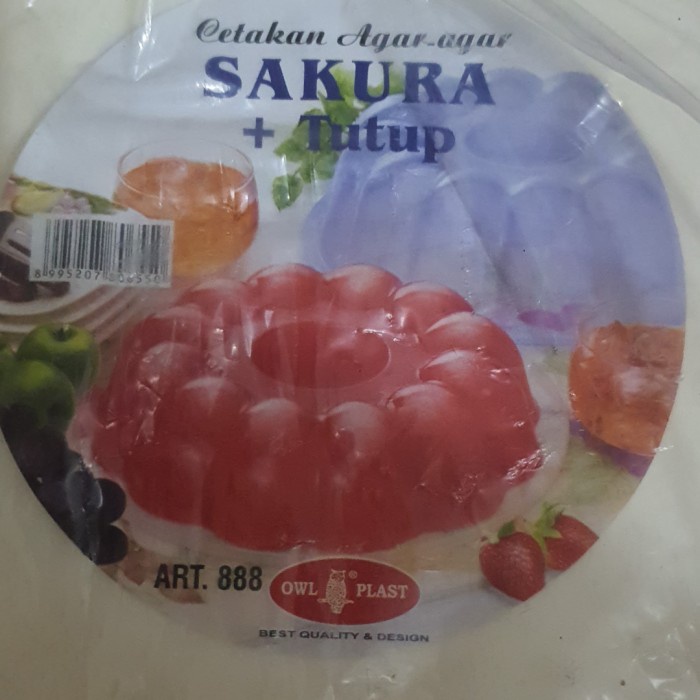 Cetakan Agar-agar
SAKURA
+ Tutup
ART. 888
OWL PLAST
®
BEST QUALITY & DESIGN